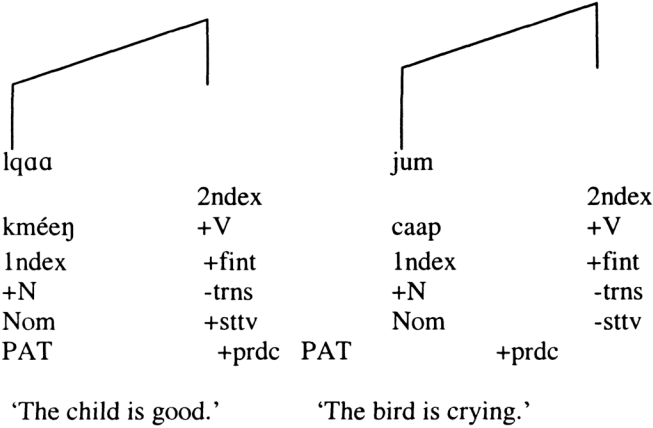 lqɑɑ jum
2ndex 2ndex
kméeŋ +V caap +V
1ndex +fint 1ndex +fint
+N -trns +N -trns
Nom +sttv Nom -sttv
PAT +prdc PAT +prdc
‘The child is good.’ ‘The bird is crying.’